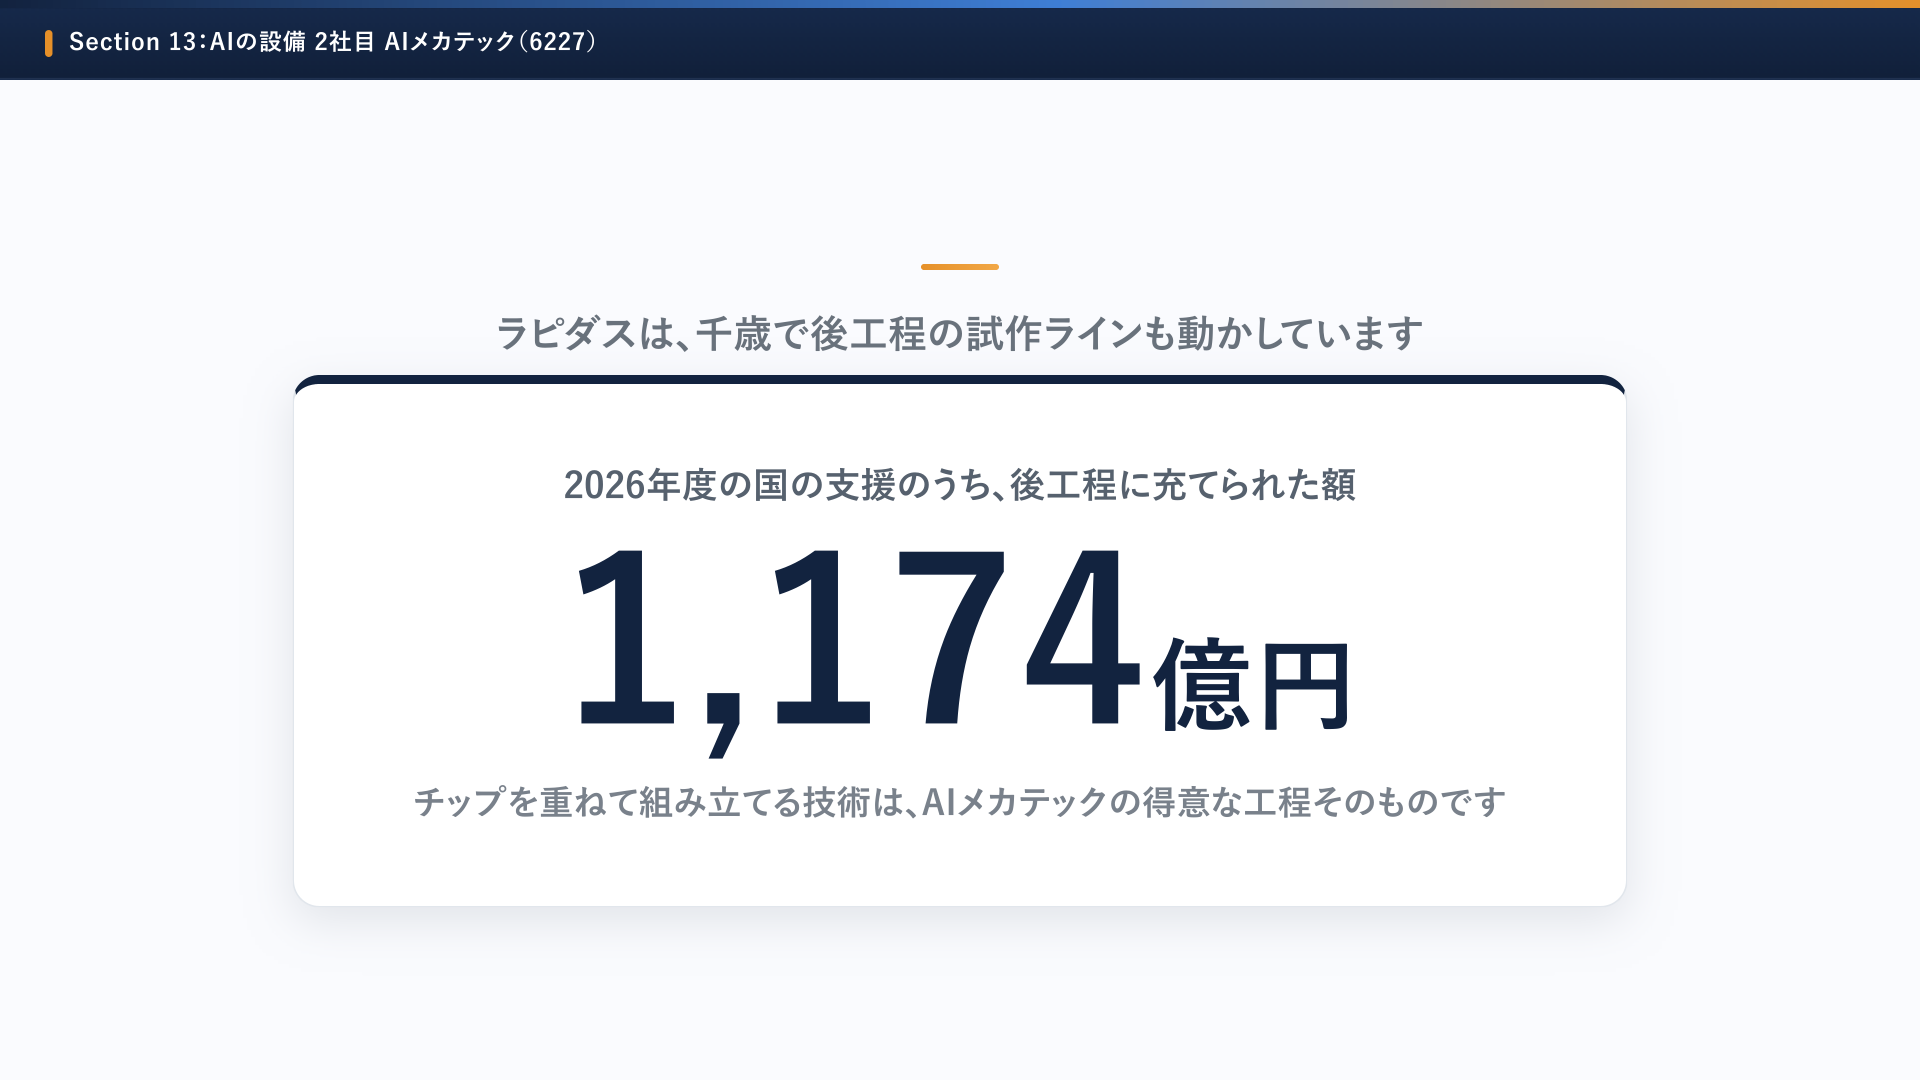 Section 13：AIの設備 2社目 AIメカテック（6227）
ラピダスは、千歳で後工程の試作ラインも動かしています
2026年度の国の支援のうち、後工程に充てられた額
1,174億円
チップを重ねて組み立てる技術は、AIメカテックの得意な工程そのものです